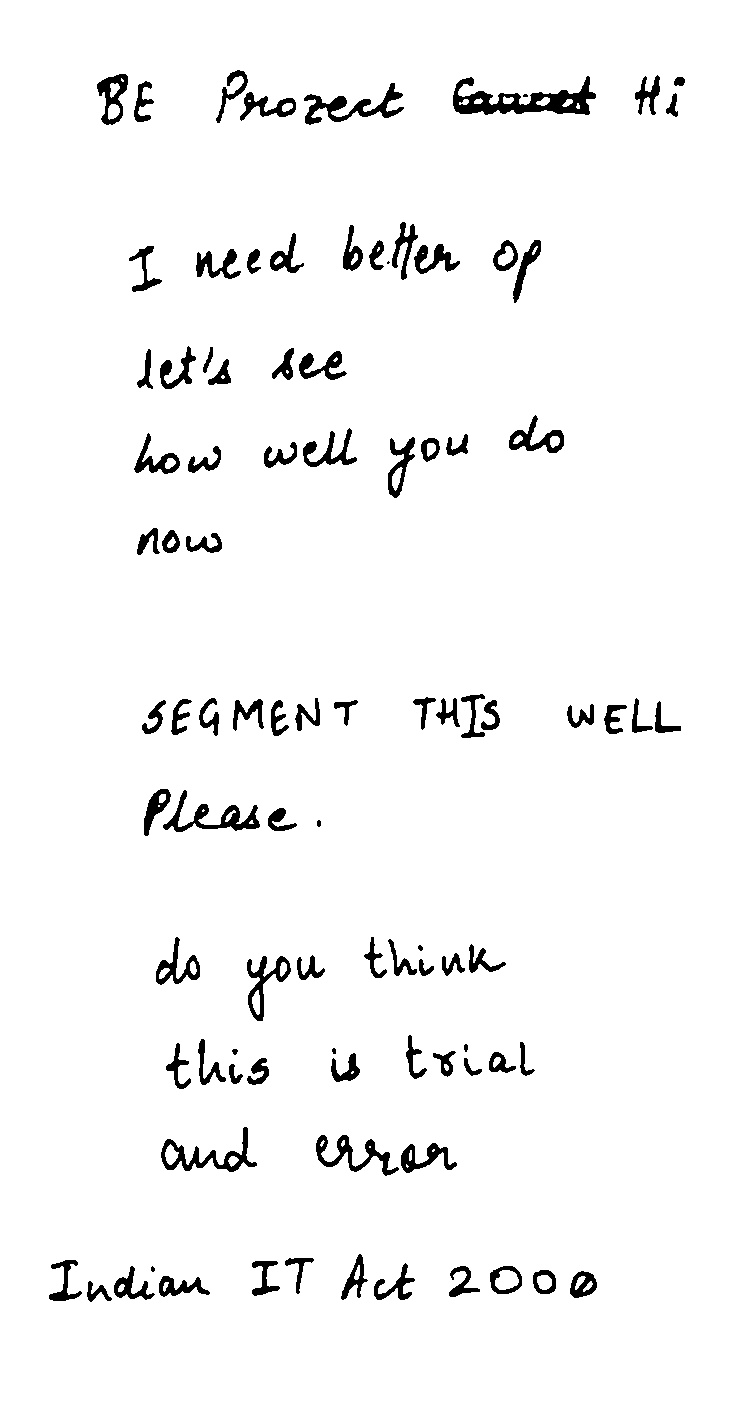 BE Prozect Hi
I need better op
let's see
how well you do
now
SEGMENT THIS WELL
Please.
do you think
this is trial
and error
Indian IT Act 2000